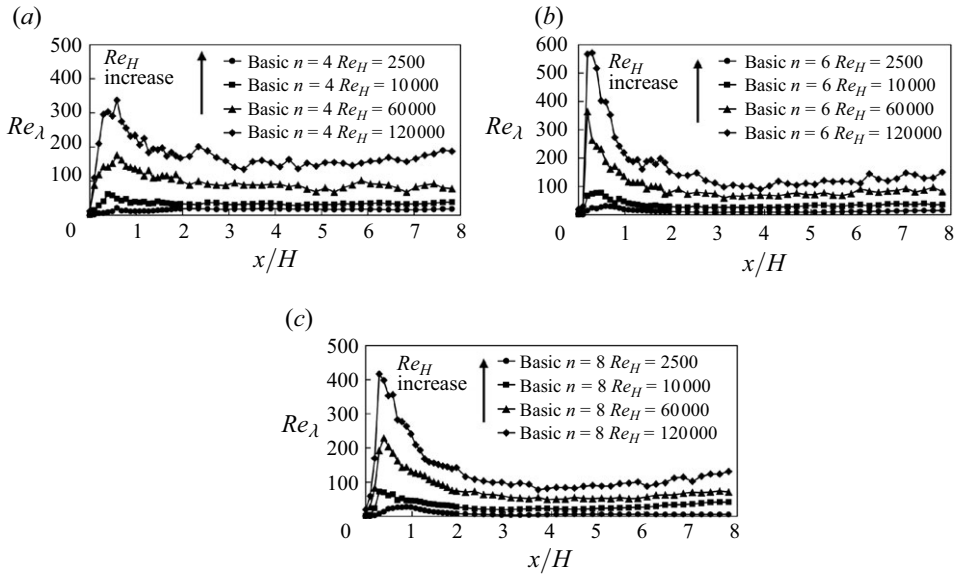 (a)
500
400
300
200
100
0
Re_λ
Re_H
increase
Basic n = 4 Re_H = 2500
Basic n = 4 Re_H = 10 000
Basic n = 4 Re_H = 60 000
Basic n = 4 Re_H = 120 000
0 1 2 3 4 5 6 7 8
x/H
(b)
600
500
400
300
200
100
0
Re_H
increase
Basic n = 6 Re_H = 2500
Basic n = 6 Re_H = 10 000
Basic n = 6 Re_H = 60 000
Basic n = 6 Re_H = 120 000
1 2 3 4 5 6 7 8
x/H
(c)
500
400
300
200
100
0
Re_λ
Re_H
increase
Basic n = 8 Re_H = 2500
Basic n = 8 Re_H = 10 000
Basic n = 8 Re_H = 60 000
Basic n = 8 Re_H = 120 000
1 2 3 4 5 6 7 8
x/H